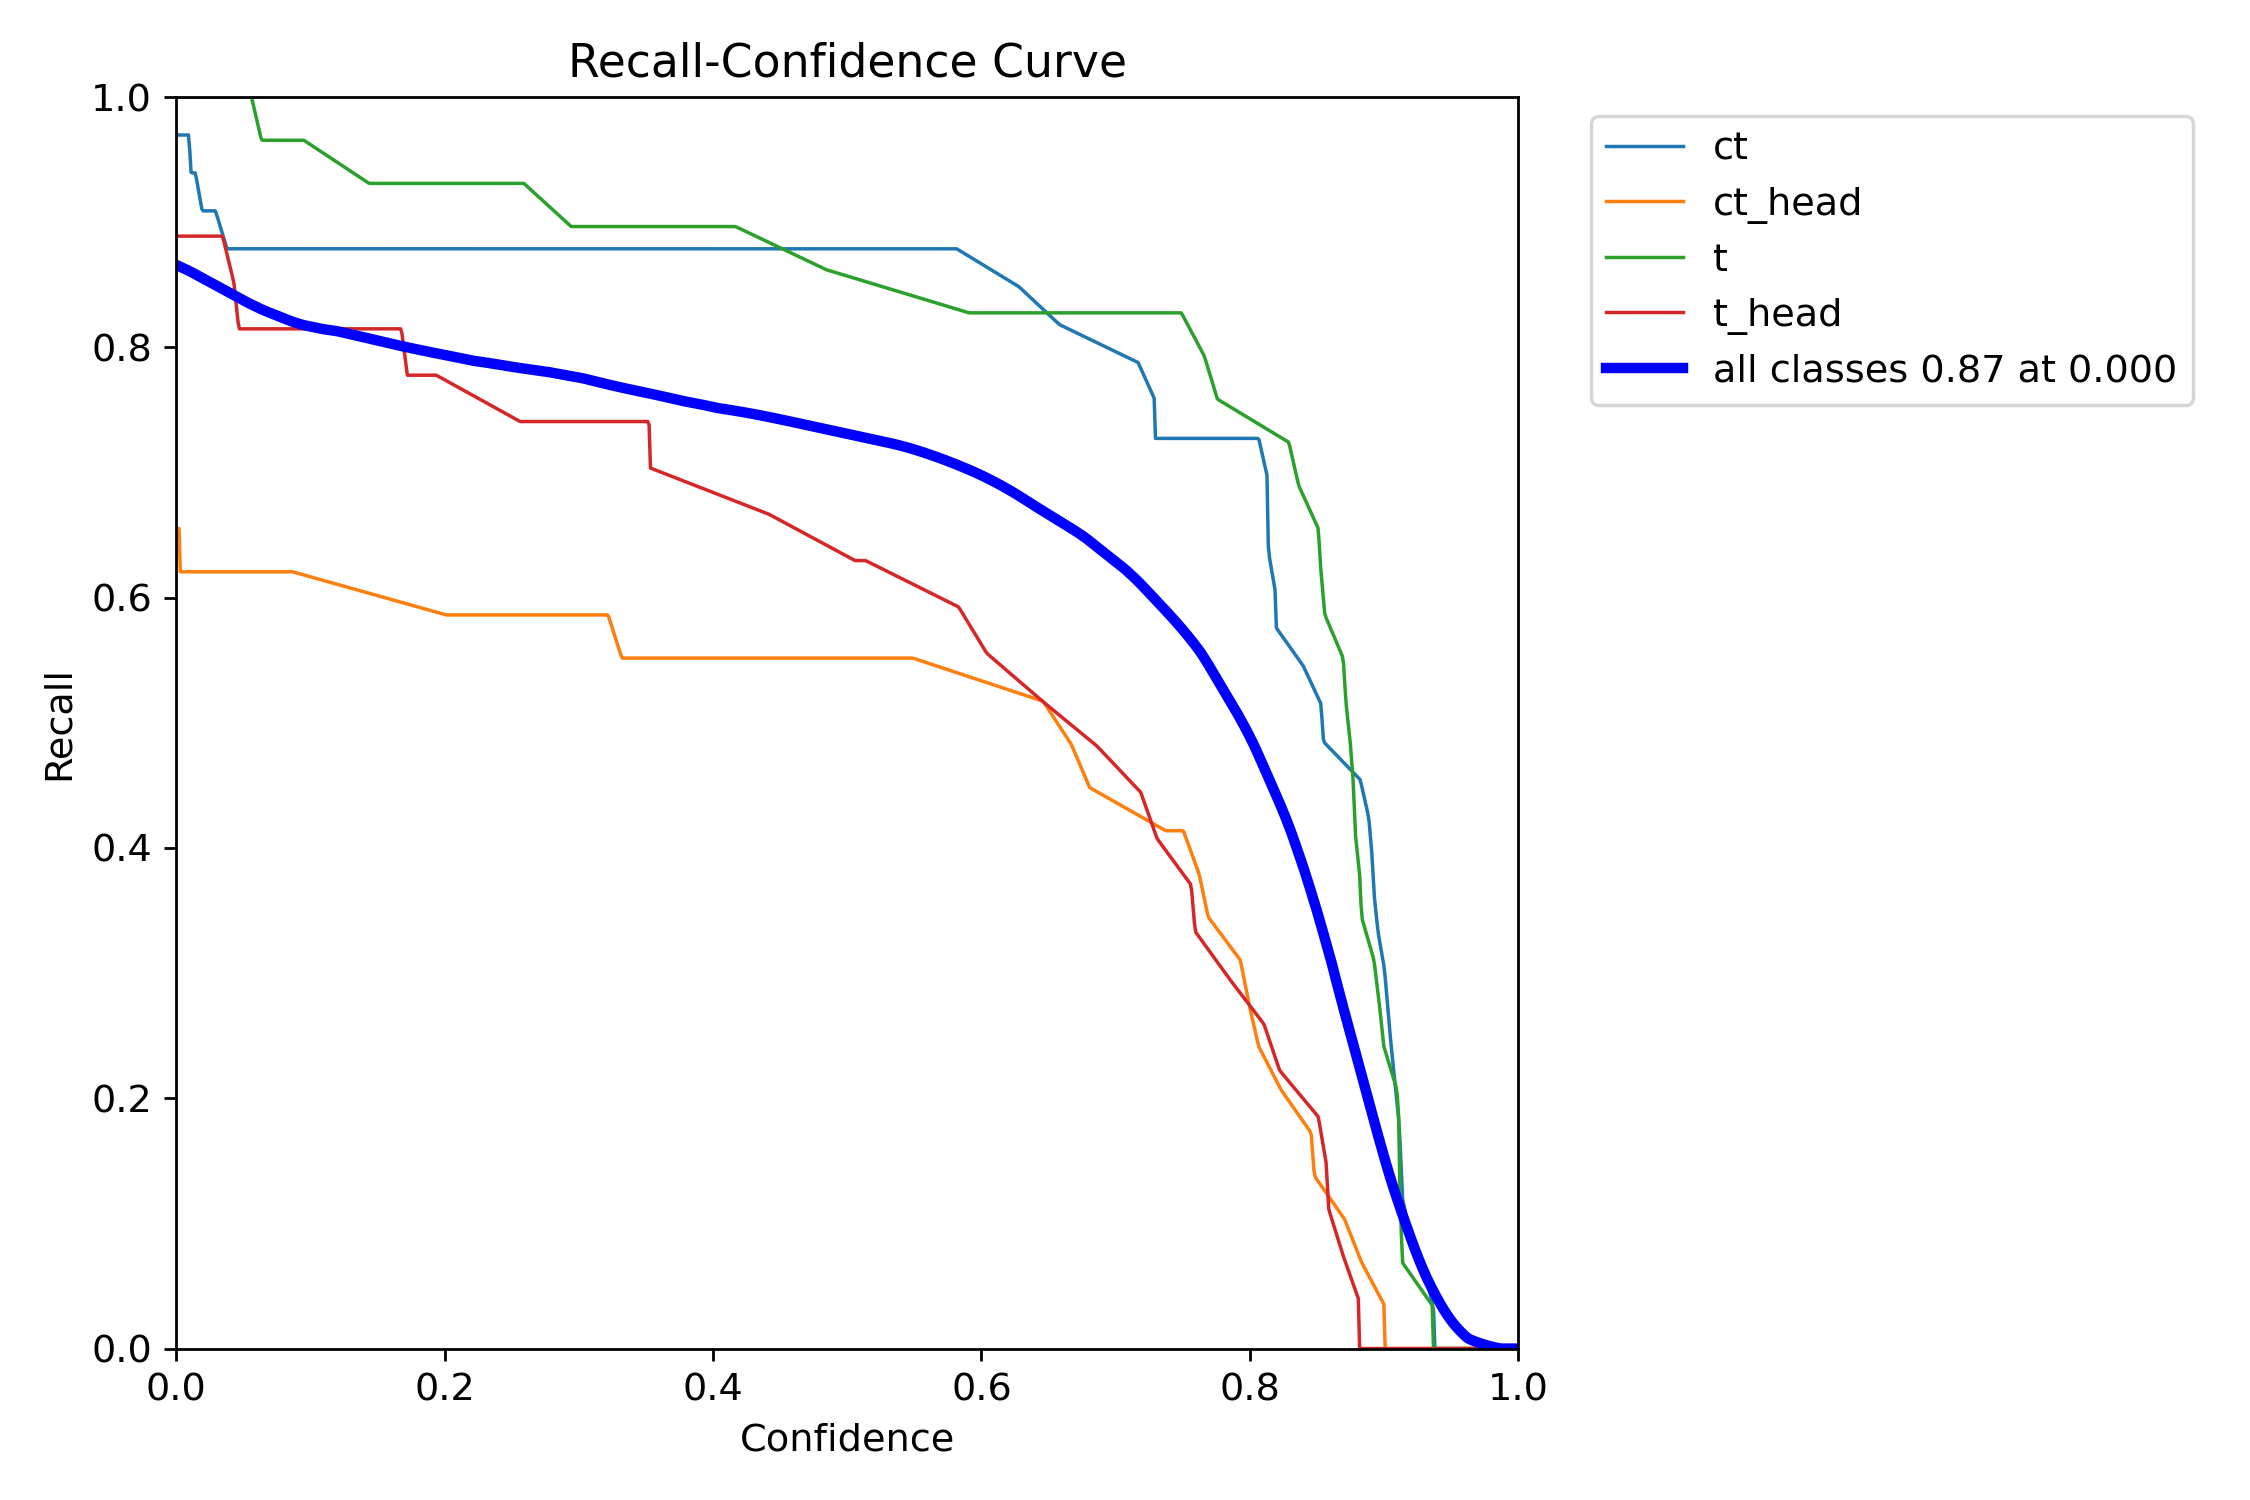 Recall-Confidence Curve
1.0
0.8
0.6
0.4
0.2
0.0
Recall
0.0 0.2 0.4 0.6 0.8 1.0
Confidence
ct
ct_head
t
t_head
all classes 0.87 at 0.000